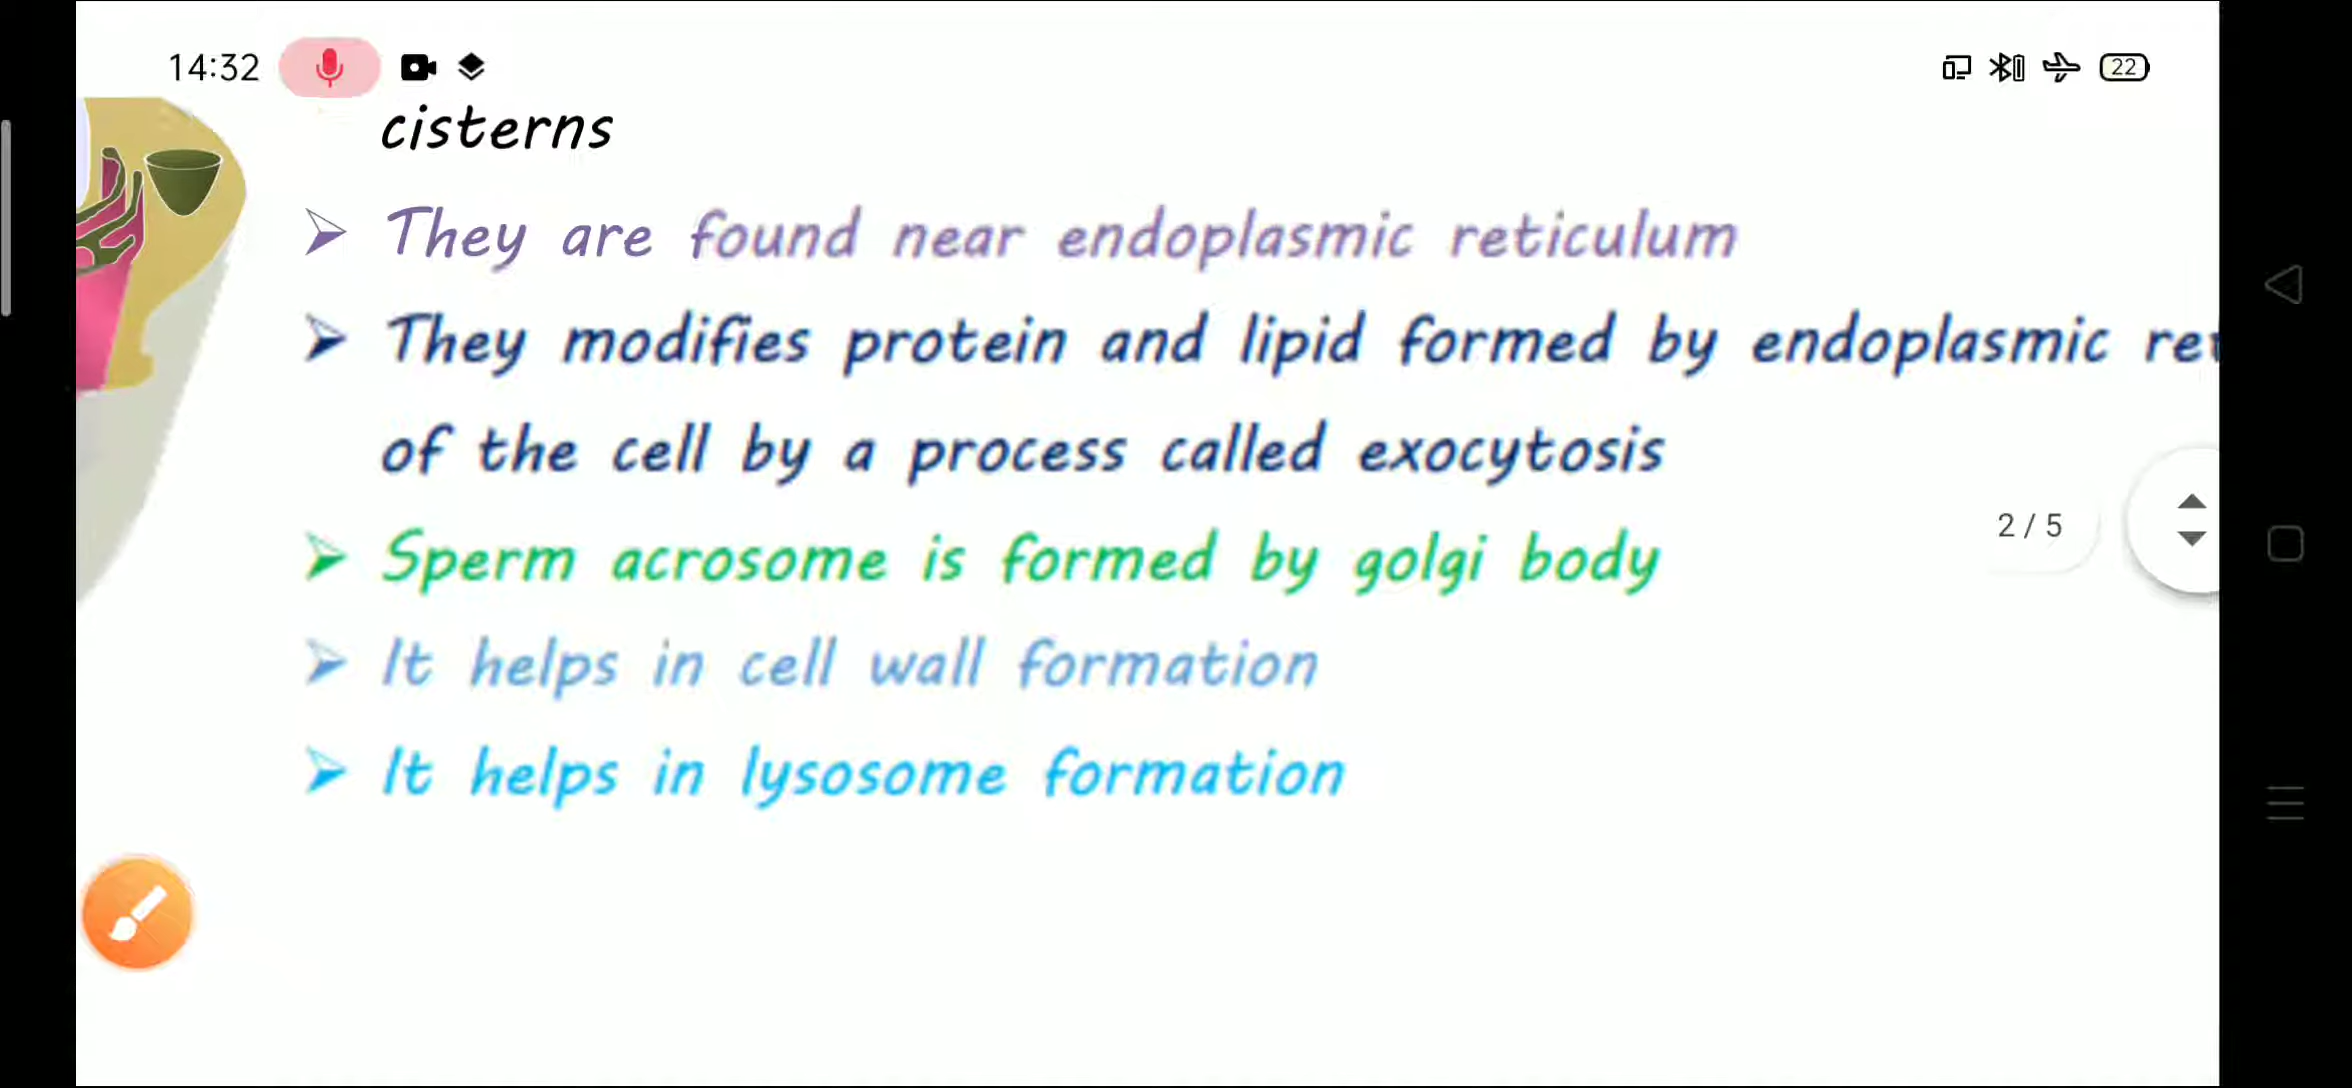 14:32
22
cisterns
They are found near endoplasmic reticulum
They modifies protein and lipid formed by endoplasmic
of the cell by a process called exocytosis
2 / 5
Sperm acrosome is formed by golgi body
It helps in cell wall formation
It helps in lysosome formation